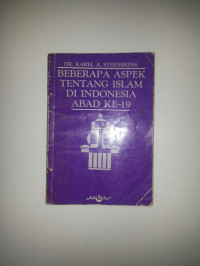 DR. KAREL A. STEENBRINK
BEBERAPA ASPEK
TENTANG ISLAM
DI INDONESIA
ABAD KE-19